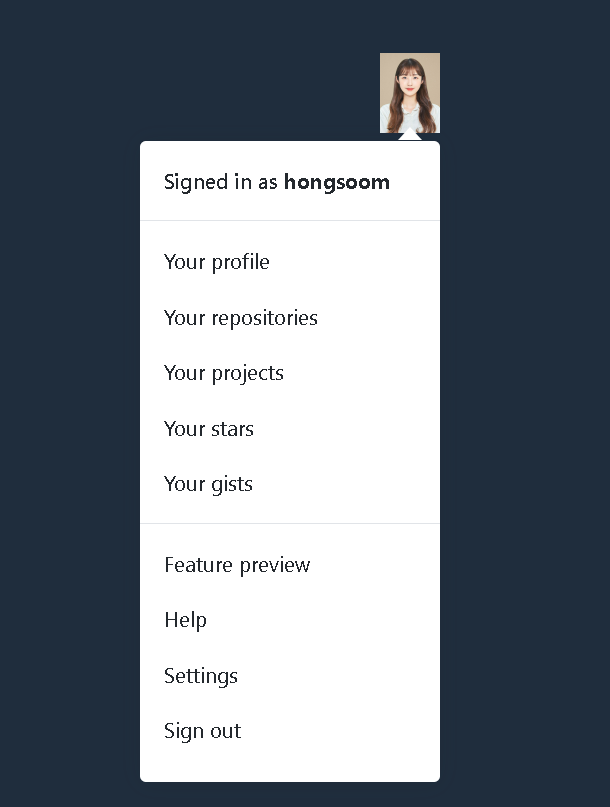 Signed in as hongsoom
Your profile
Your repositories
Your projects
Your stars
Your gists
Feature preview
Help
Settings
Sign out